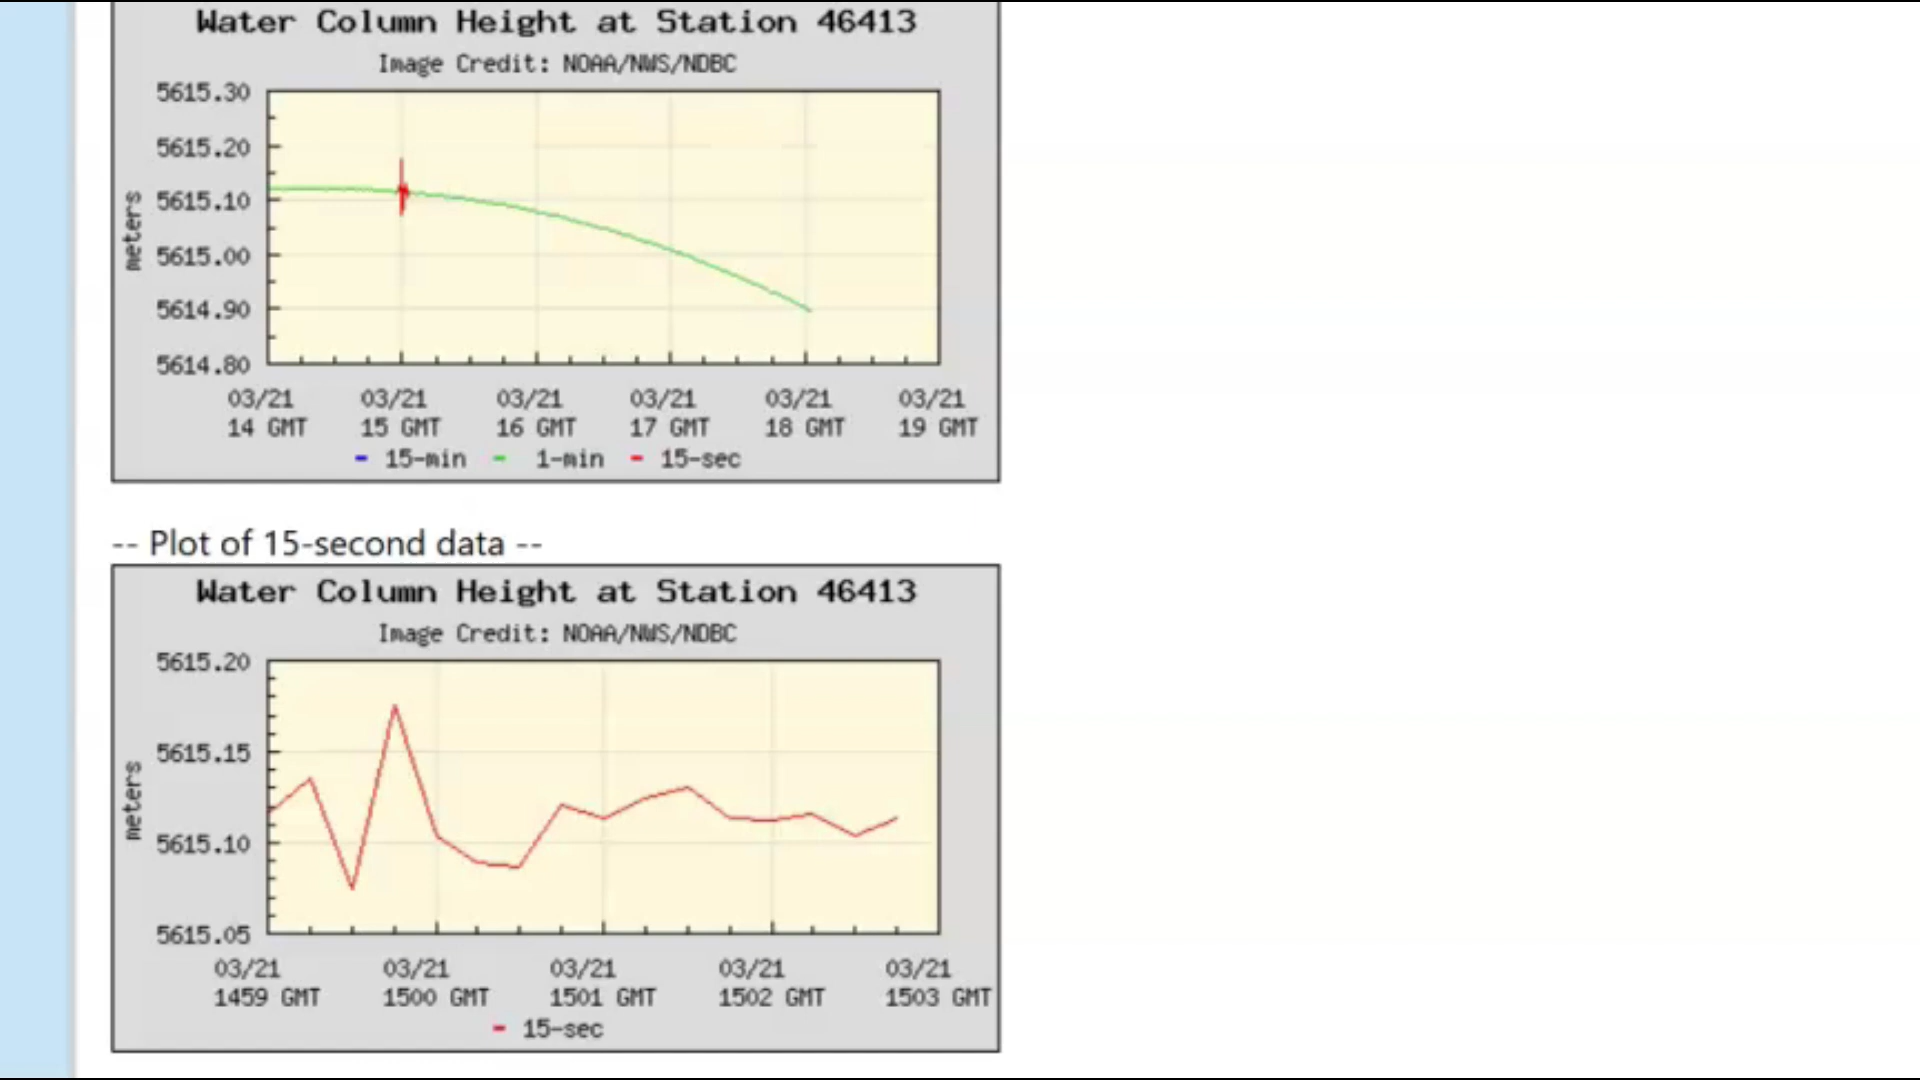 Water Column Height at Station 46413
Image Credit: NOAA/NWS/NDBC
5615.30
5615.20
5615.10
5615.00
5614.90
5614.80
meters
03/21 03/21 03/21 03/21 03/21 03/21
14 GMT 15 GMT 16 GMT 17 GMT 18 GMT 19 GMT
15-min 1-min 15-sec
-- Plot of 15-second data --
Water Column Height at Station 46413
Image Credit: NOAA/NWS/NDBC
5615.20
5615.15
5615.10
5615.05
meters
03/21 03/21 03/21 03/21 03/21
1459 GMT 1500 GMT 1501 GMT 1502 GMT 1503 GMT
15-sec